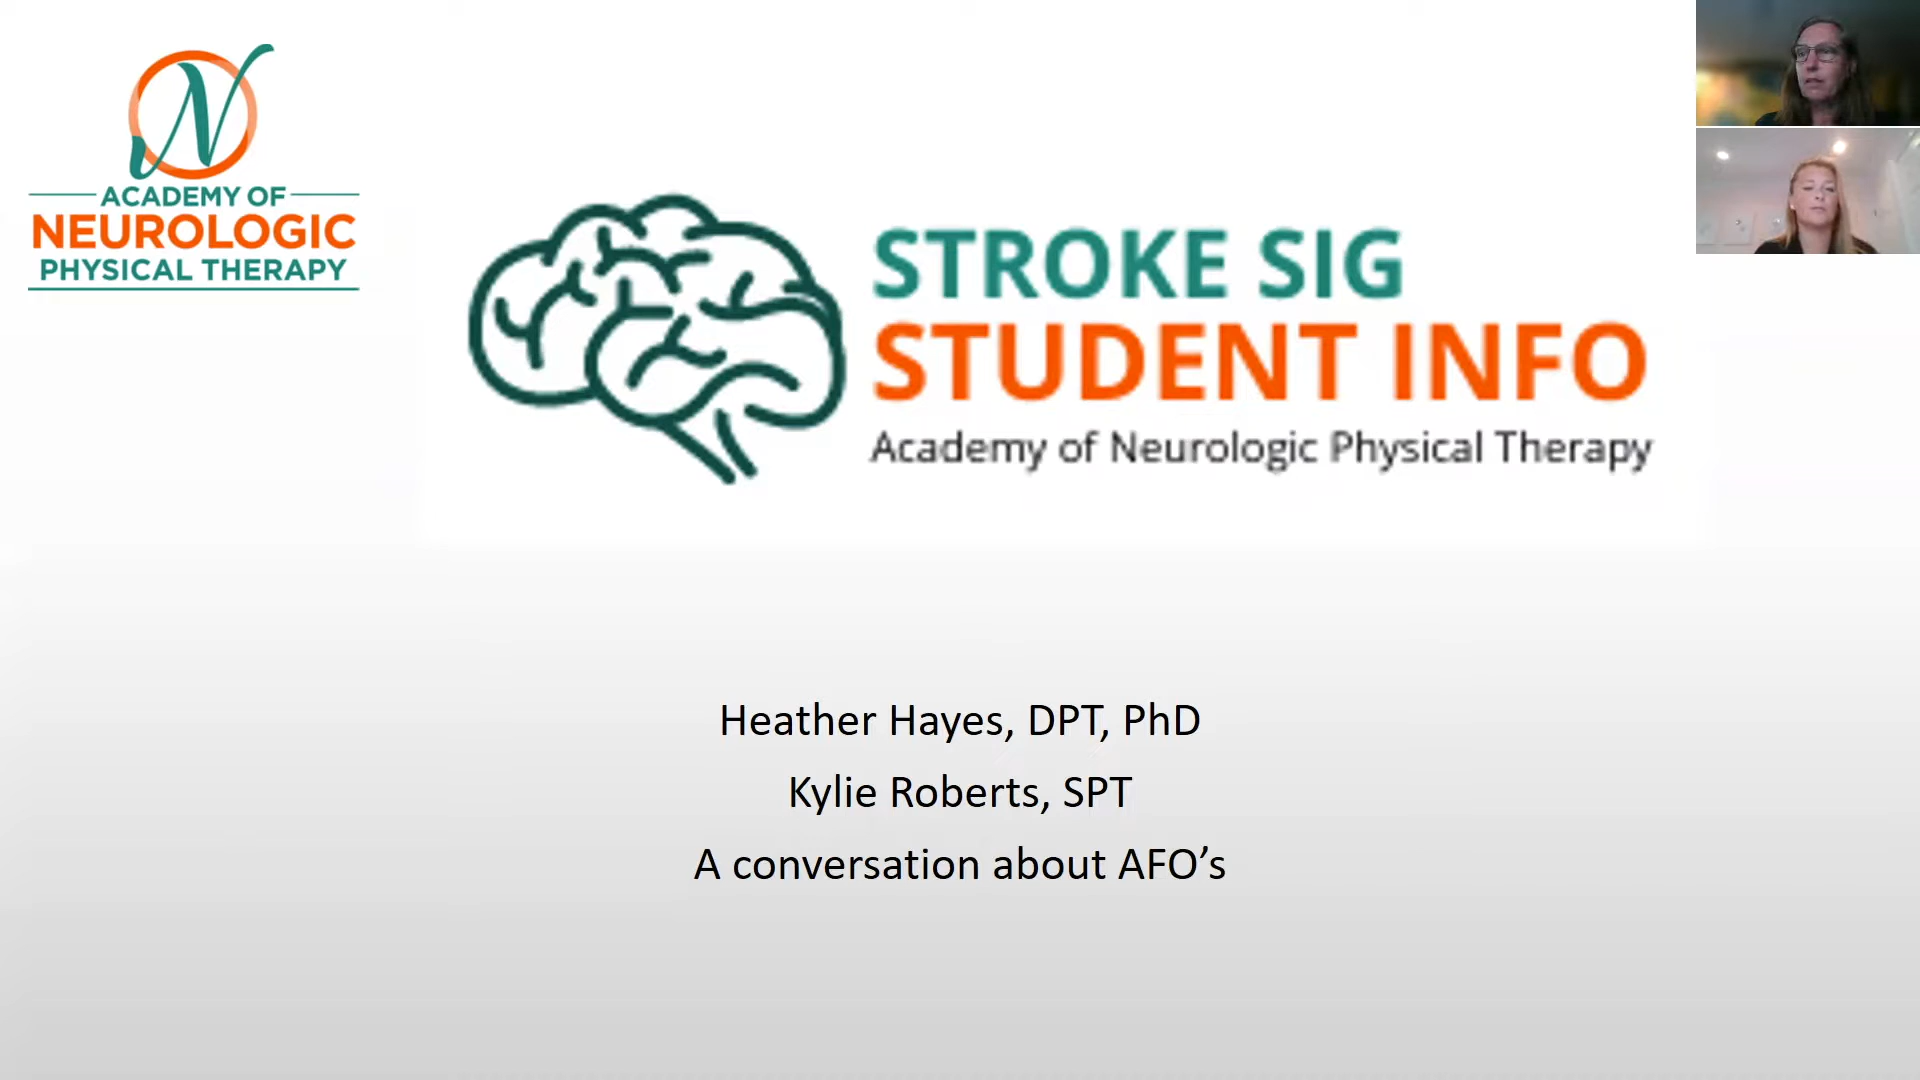 ACADEMY OF
NEUROLOGIC
PHYSICAL THERAPY
STROKE SIG
STUDENT INFO
Academy of Neurologic Physical Therapy
Heather Hayes, DPT, PhD
Kylie Roberts, SPT
A conversation about AFO’s